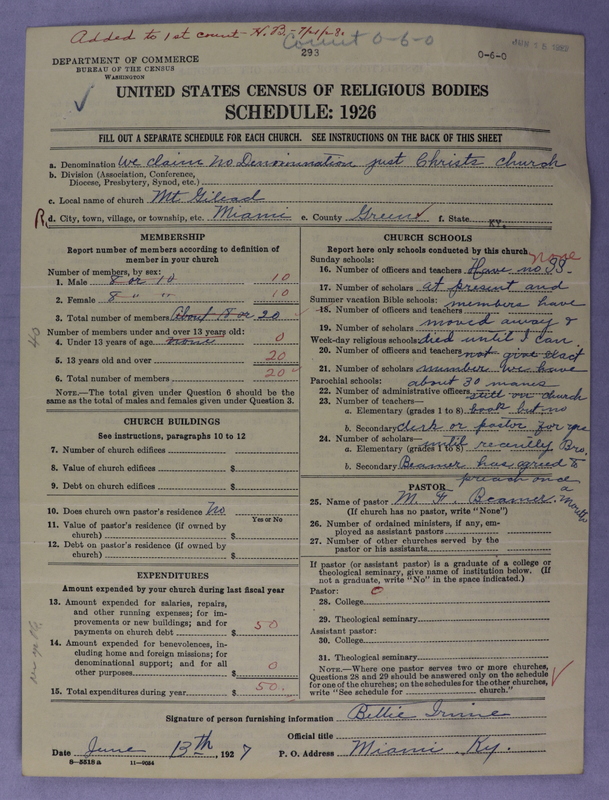 Added to 1st count - H.B. - 7/21/28.
Count 0-6-0
293
0-6-0
DEPARTMENT OF COMMERCE
BUREAU OF THE CENSUS
WASHINGTON
UNITED STATES CENSUS OF RELIGIOUS BODIES
SCHEDULE: 1926
FILL OUT A SEPARATE SCHEDULE FOR EACH CHURCH. SEE INSTRUCTIONS ON THE BACK OF THIS SHEET
a. Denomination We claim No Denomination just Christs church
b. Division (Association, Conference,
Diocese, Presbytery, Synod, etc.)
c. Local name of church Mt Gilead
R d. City, town, village, or township, etc. Miami e. County Green f. State KY.
MEMBERSHIP
Report number of members according to definition of
member in your church
Number of members, by sex:
1. Male 8 or 10 10
2. Female 8 " " 10
3. Total number of members About 18 or 20
Number of members under and over 13 years old:
4. Under 13 years of age none 0
5. 13 years old and over 20
6. Total number of members 20
NOTE.—The total given under Question 6 should be the
same as the total of males and females given under Question 3.
CHURCH BUILDINGS
See instructions, paragraphs 10 to 12
7. Number of church edifices
8. Value of church edifices $
9. Debt on church edifices $
10. Does church own pastor's residence No
Yes or No
11. Value of pastor's residence (if owned by
church) $
12. Debt on pastor's residence (if owned by
church) $
EXPENDITURES
Amount expended by your church during last fiscal year
13. Amount expended for salaries, repairs,
and other running expenses; for im-
provements or new buildings; and for
payments on church debt $ 50
14. Amount expended for benevolences, in-
cluding home and foreign missions; for
denominational support; and for all
other purposes $ 0
15. Total expenditures during year $ 50.
CHURCH SCHOOLS
Report here only schools conducted by this church
None
Sunday schools:
16. Number of officers and teachers Have no SS.
17. Number of scholars at present and
Summer vacation Bible schools: members have
18. Number of officers and teachers
19. Number of scholars moved away &
Week-day religious schools: died until I can
20. Number of officers and teachers not give exact
21. Number of scholars number we have
Parochial schools: about 30 names
22. Number of administrative officers still on church
23. Number of teachers—
a. Elementary (grades 1 to 8) book but no
b. Secondary clerk or pastor for yrs
24. Number of scholars—
a. Elementary (grades 1 to 8) until recently Bro.
b. Secondary Beamer has agreed to
preach once a Month
PASTOR
25. Name of pastor M. F. Beamer
(If church has no pastor, write "None")
26. Number of ordained ministers, if any, em-
ployed as assistant pastors
27. Number of other churches served by the
pastor or his assistants
If pastor (or assistant pastor) is a graduate of a college or
theological seminary, give name of institution below. (If
not a graduate, write "No" in the space indicated.)
Pastor: 0
28. College
29. Theological seminary
Assistant pastor:
30. College
31. Theological seminary
NOTE.—Where one pastor serves two or more churches,
Questions 28 and 29 should be answered only on the schedule
for one of the churches; on the schedules for the other churches,
write "See schedule for church."
Signature of person furnishing information Bettie Irvine
Official title
Date June 13th, 1927 P. O. Address Miami Ky.
8—5518a 11—9054
40